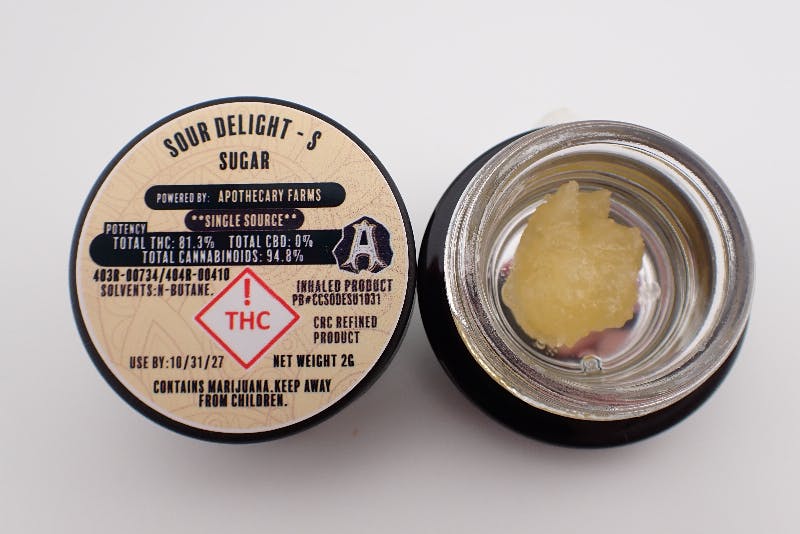 SOUR DELIGHT - S
SUGAR
POWERED BY: APOTHECARY FARMS
**SINGLE SOURCE**
POTENCY
TOTAL THC: 81.3% TOTAL CBD: 0%
TOTAL CANNABINOIDS: 94.8%
A
403R-00734/404R-00410
SOLVENTS:N-BUTANE.
INHALED PRODUCT
PB#CCSODESU1031
!
THC
CRC REFINED
PRODUCT
USE BY:10/31/27
NET WEIGHT 2G
CONTAINS MARIJUANA.KEEP AWAY
FROM CHILDREN.